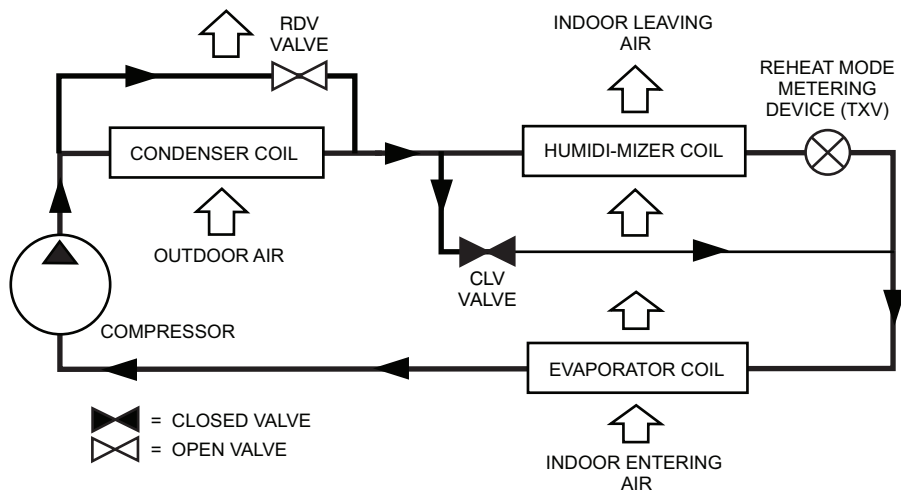 RDV
VALVE
INDOOR LEAVING
AIR
REHEAT MODE
METERING
DEVICE (TXV)
CONDENSER COIL
HUMIDI-MIZER COIL
OUTDOOR AIR
CLV
VALVE
COMPRESSOR
EVAPORATOR COIL
= CLOSED VALVE
= OPEN VALVE
INDOOR ENTERING
AIR